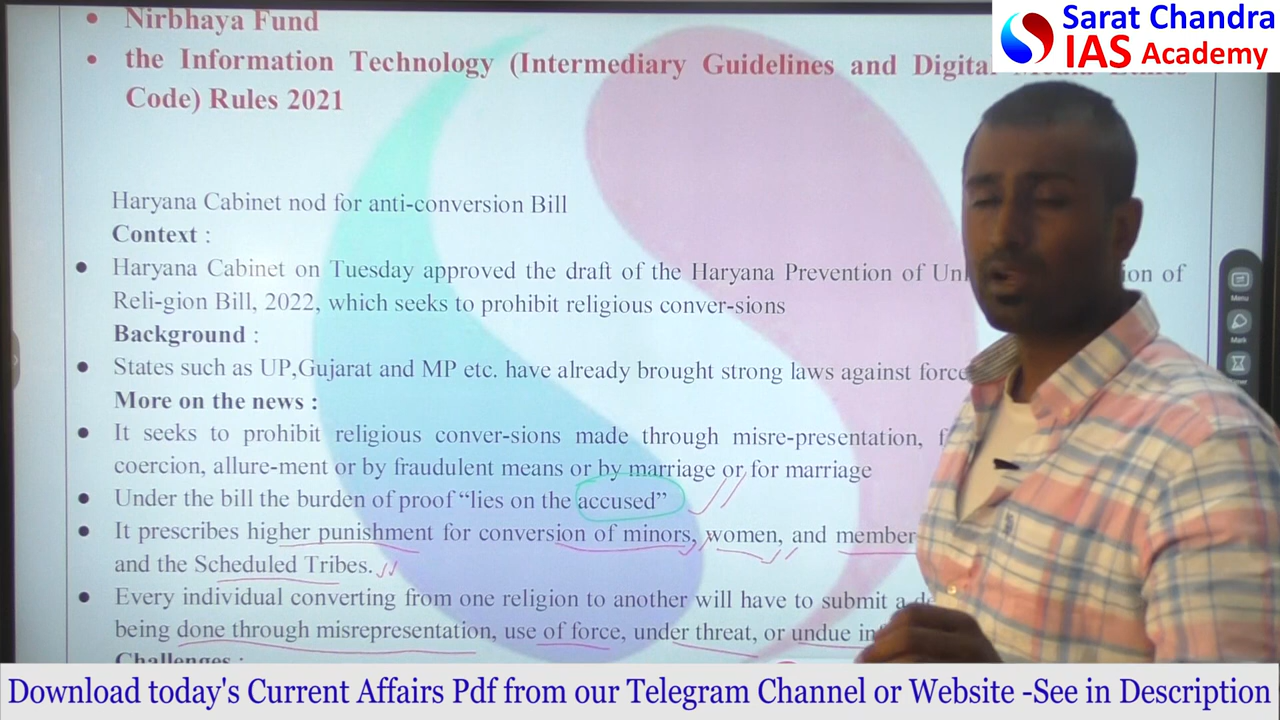 Sarat Chandra
IAS Academy
• Nirbhaya Fund
• the Information Technology (Intermediary Guidelines and Digital Media Ethics
Code) Rules 2021
Haryana Cabinet nod for anti-conversion Bill
Context :
• Haryana Cabinet on Tuesday approved the draft of the Haryana Prevention of of
Reli-gion Bill, 2022, which seeks to prohibit religious conver-sions
Background :
• States such as UP,Gujarat and MP etc. have already brought strong laws against
More on the news :
• It seeks to prohibit religious conver-sions made through misre-presentation,
coercion, allure-ment or by fraudulent means or by marriage or for marriage
• Under the bill the burden of proof “lies on the accused”
• It prescribes higher punishment for conversion of minors, women, and member
and the Scheduled Tribes.
• Every individual converting from one religion to another will have to submit a
being done through misrepresentation, use of force, under threat, or undue
Challenges :
Menu
Mark
Download today's Current Affairs Pdf from our Telegram Channel or Website -See in Description